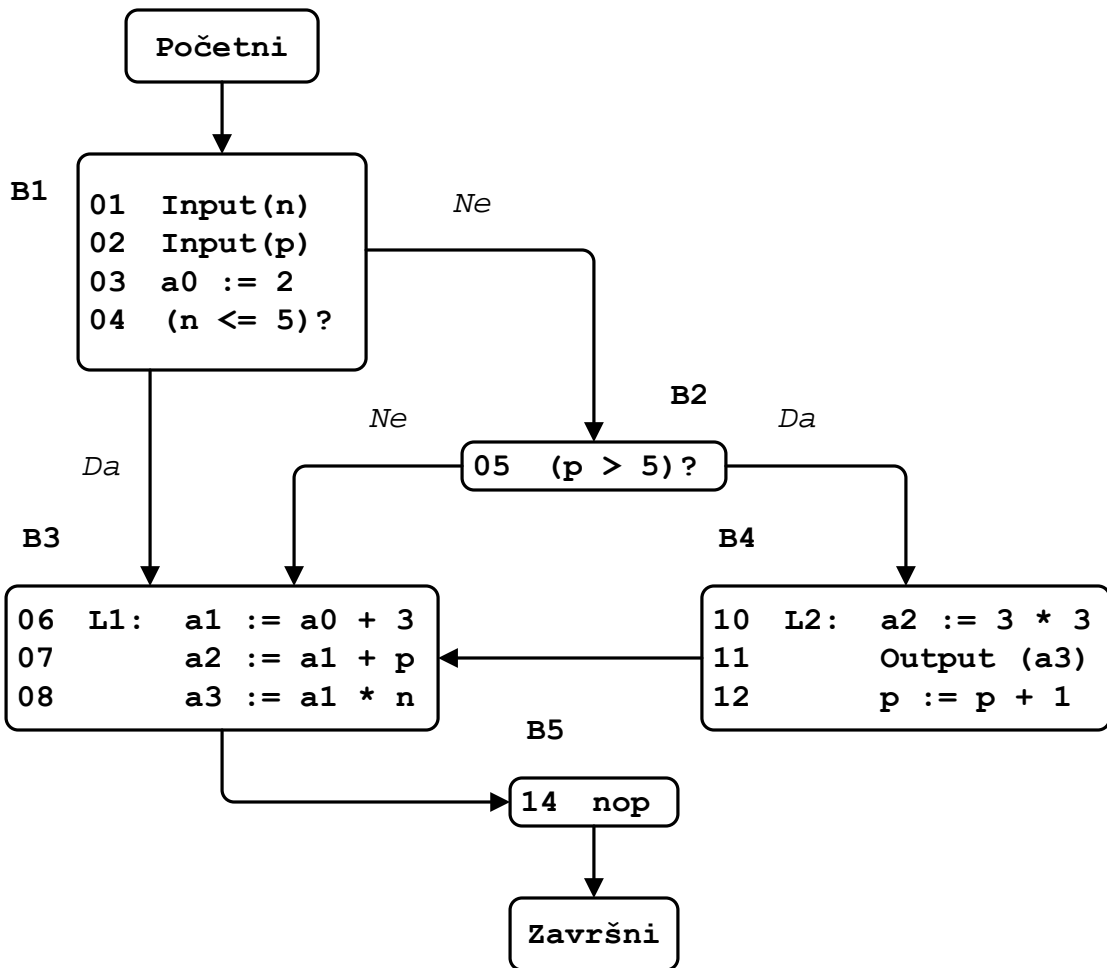 Početni
B1
01 Input(n)
02 Input(p)
03 a0 := 2
04 (n <= 5)?
Ne
Da
B2
05 (p > 5)?
Ne
Da
B3
06 L1: a1 := a0 + 3
07 a2 := a1 + p
08 a3 := a1 * n
B4
10 L2: a2 := 3 * 3
11 Output (a3)
12 p := p + 1
B5
14 nop
Završni